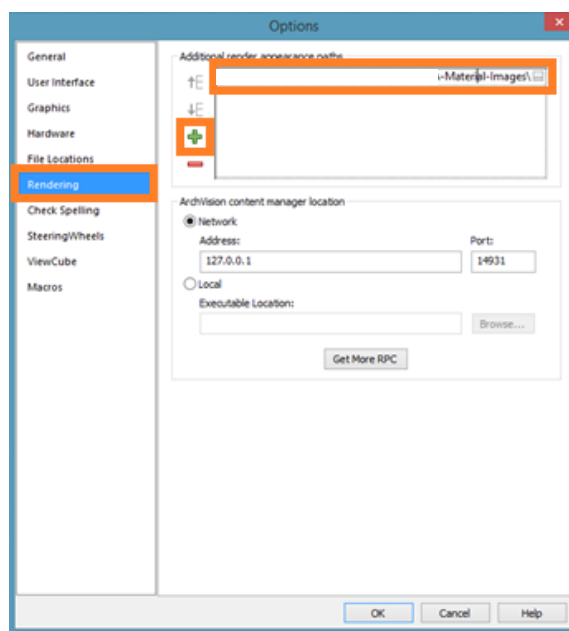 Options
General
User Interface
Graphics
Hardware
File Locations
Rendering
Check Spelling
SteeringWheels
ViewCube
Macros
Additional render appearance paths
-Material-Images\
ArchVision content manager location
Network
Address:
Port:
127.0.0.1
14931
Local
Executable Location:
Browse...
Get More RPC
OK
Cancel
Help